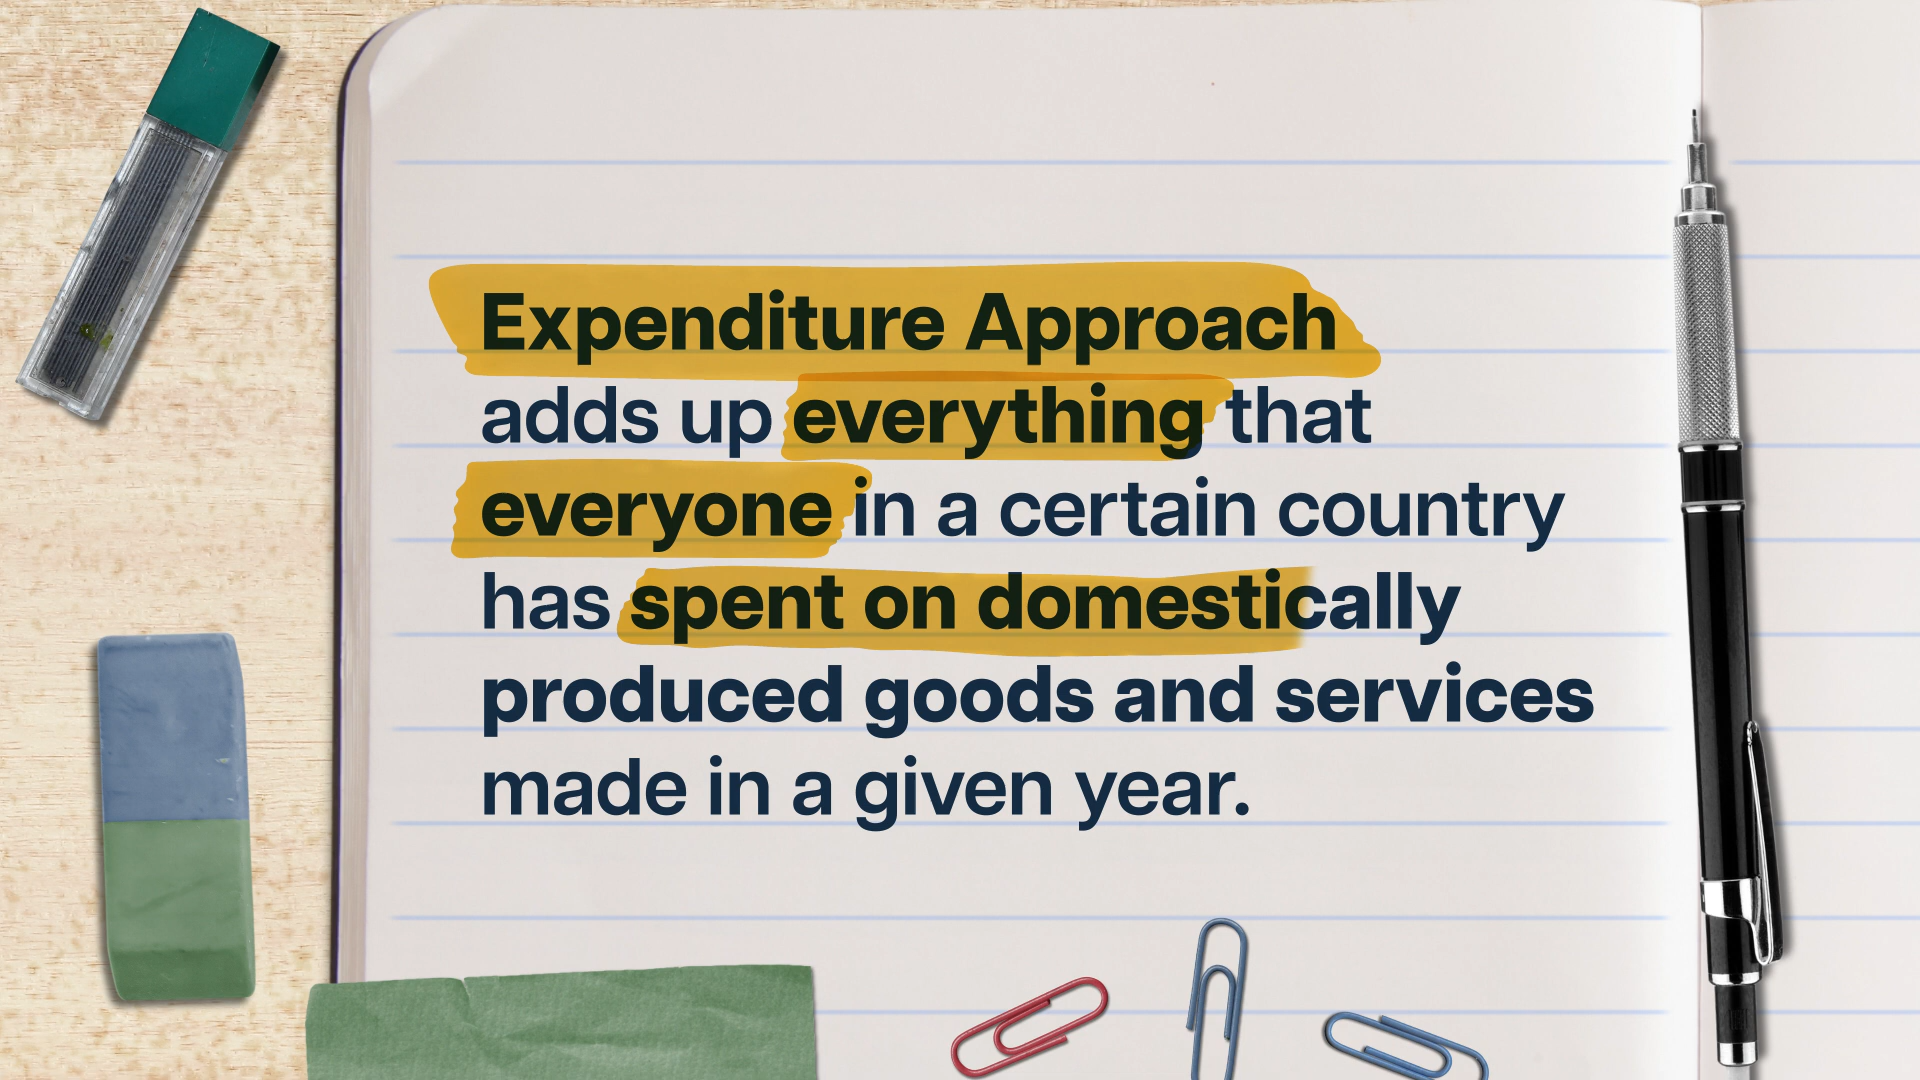 Expenditure Approach
adds up everything that
everyone in a certain country
has spent on domestically
produced goods and services
made in a given year.